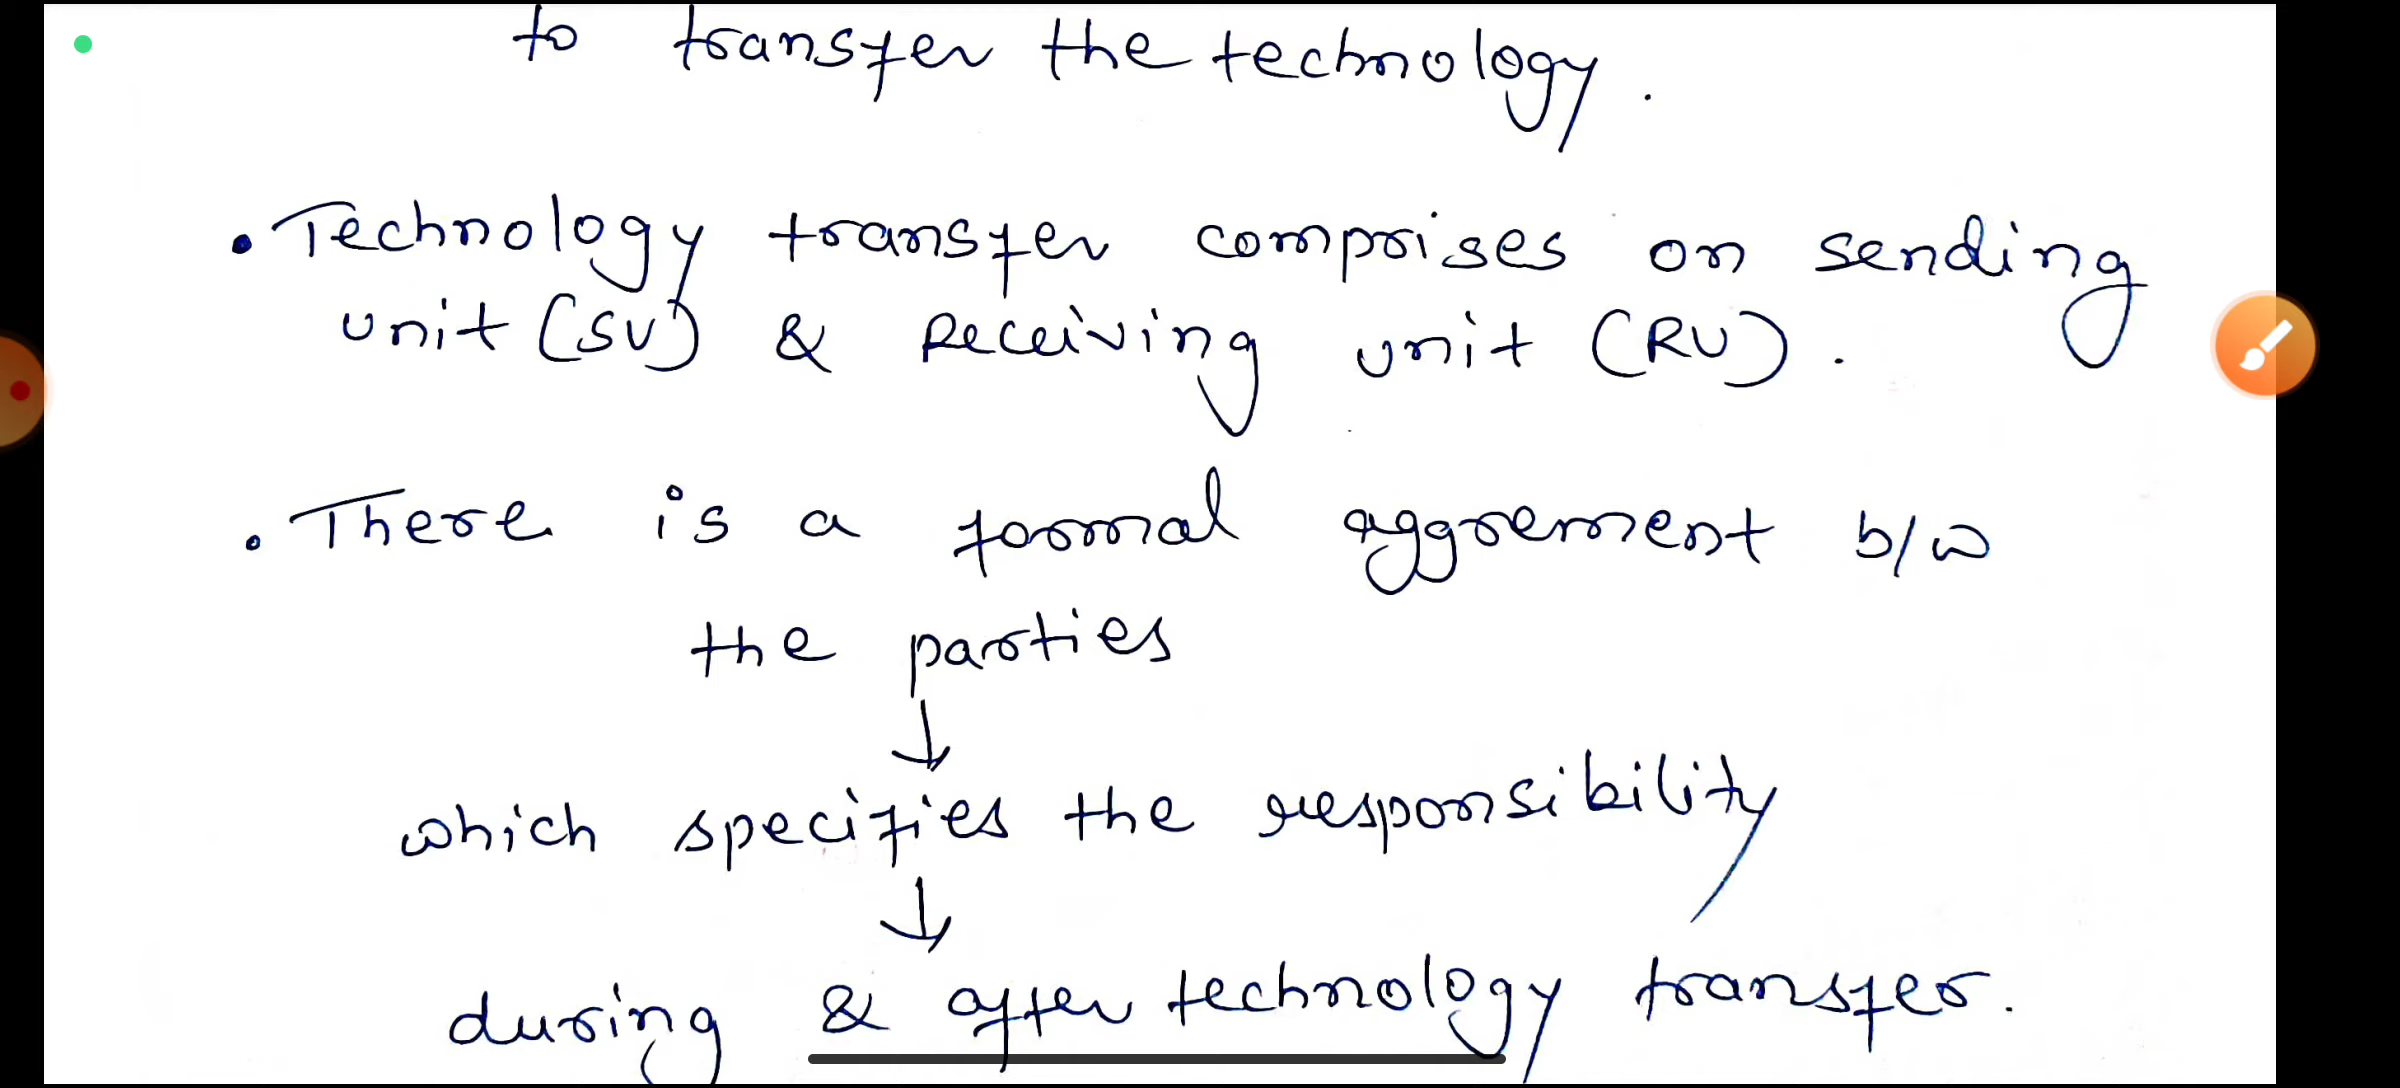 to transfer the technology.
• Technology transfer comprises on sending
unit (SU) & Receiving unit (RU).
• There is a formal aggrement b/w
the parties
↓
which specifies the responsibility
↓
during & after technology transfer.